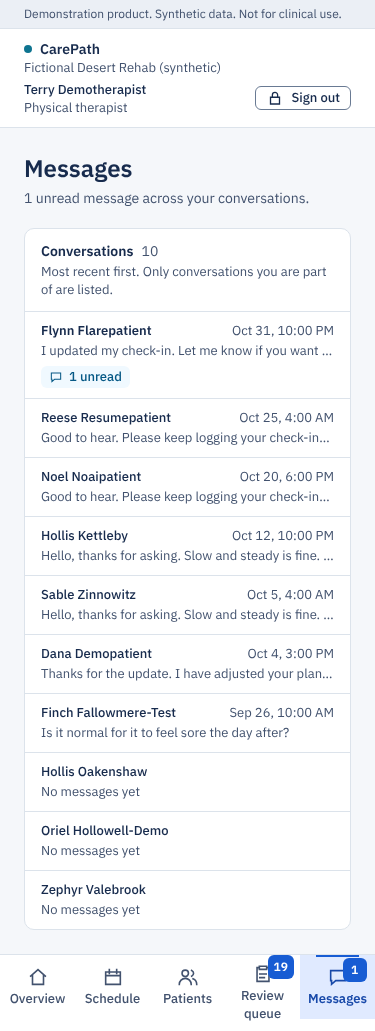 Demonstration product. Synthetic data. Not for clinical use.
CarePath
Fictional Desert Rehab (synthetic)
Terry Demotherapist
Physical therapist
Sign out
Messages
1 unread message across your conversations.
Conversations 10
Most recent first. Only conversations you are part
of are listed.
Flynn Flarepatient Oct 31, 10:00 PM
I updated my check-in. Let me know if you want ...
1 unread
Reese Resumepatient Oct 25, 4:00 AM
Good to hear. Please keep logging your check-in...
Noel Noaipatient Oct 20, 6:00 PM
Good to hear. Please keep logging your check-in...
Hollis Kettleby Oct 12, 10:00 PM
Hello, thanks for asking. Slow and steady is fine. ...
Sable Zinnowitz Oct 5, 4:00 AM
Hello, thanks for asking. Slow and steady is fine. ...
Dana Demopatient Oct 4, 3:00 PM
Thanks for the update. I have adjusted your plan...
Finch Fallowmere-Test Sep 26, 10:00 AM
Is it normal for it to feel sore the day after?
Hollis Oakenshaw
No messages yet
Oriel Hollowell-Demo
No messages yet
Zephyr Valebrook
No messages yet
Overview
Schedule
Patients
19
Review
queue
1
Messages